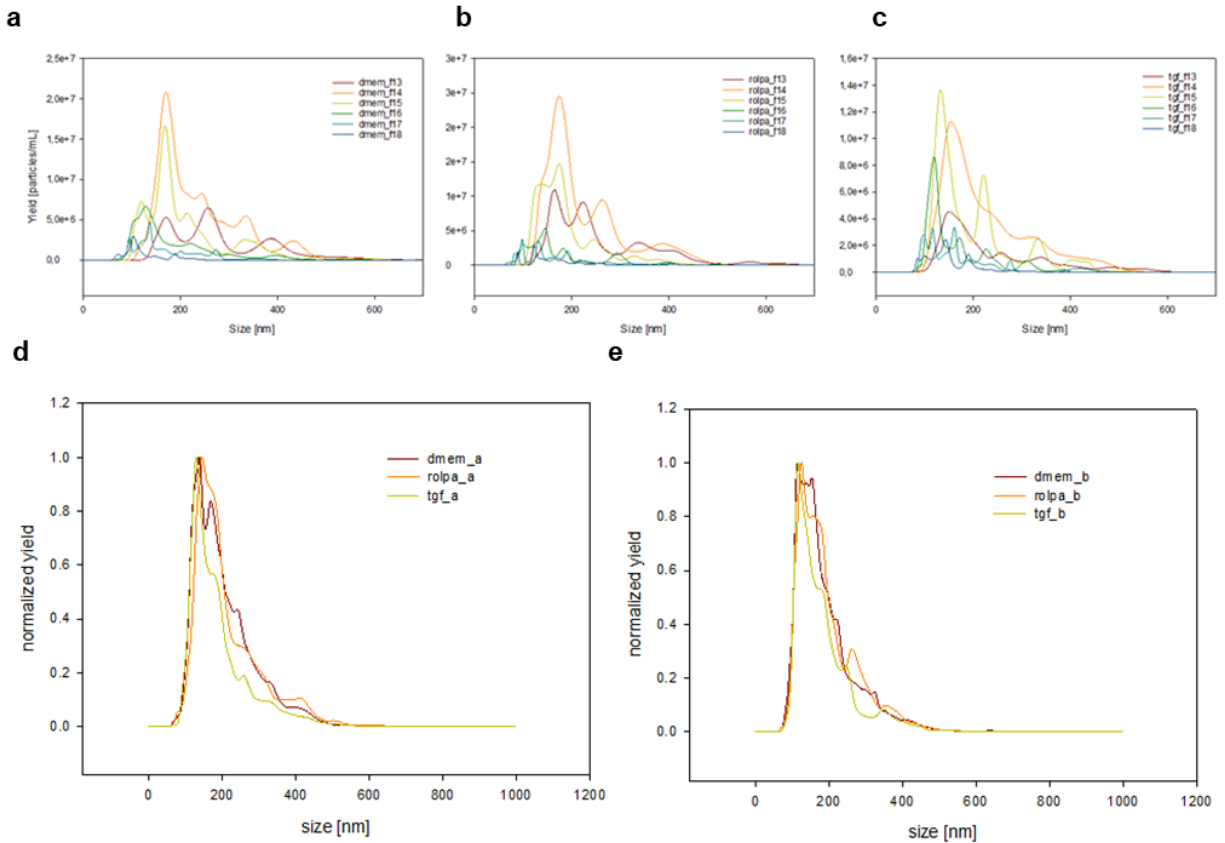 a
b
c
2,5e+7
2,0e+7
1,5e+7
1,0e+7
5,0e+6
0,0
Yield [particles/mL]
dmem_f13
dmem_f14
dmem_f15
dmem_f16
dmem_f17
dmem_f18
0
200
400
600
Size [nm]
3e+7
3e+7
2e+7
2e+7
1e+7
5e+6
0
rolpa_f13
rolpa_f14
rolpa_f15
rolpa_f16
rolpa_f17
rolpa_f18
0
200
400
600
Size [nm]
1,6e+7
1,4e+7
1,2e+7
1,0e+7
8,0e+6
6,0e+6
4,0e+6
2,0e+6
0,0
tgf_f13
tgf_f14
tgf_f15
tgf_f16
tgf_f17
tgf_f18
0
200
400
600
Size [nm]
d
1.2
1.0
0.8
0.6
0.4
0.2
0.0
normalized yield
dmem_a
rolpa_a
tgf_a
0
200
400
600
800
1000
1200
size [nm]
e
1.2
1.0
0.8
0.6
0.4
0.2
0.0
normalized yield
dmem_b
rolpa_b
tgf_b
0
200
400
600
800
1000
1200
size [nm]